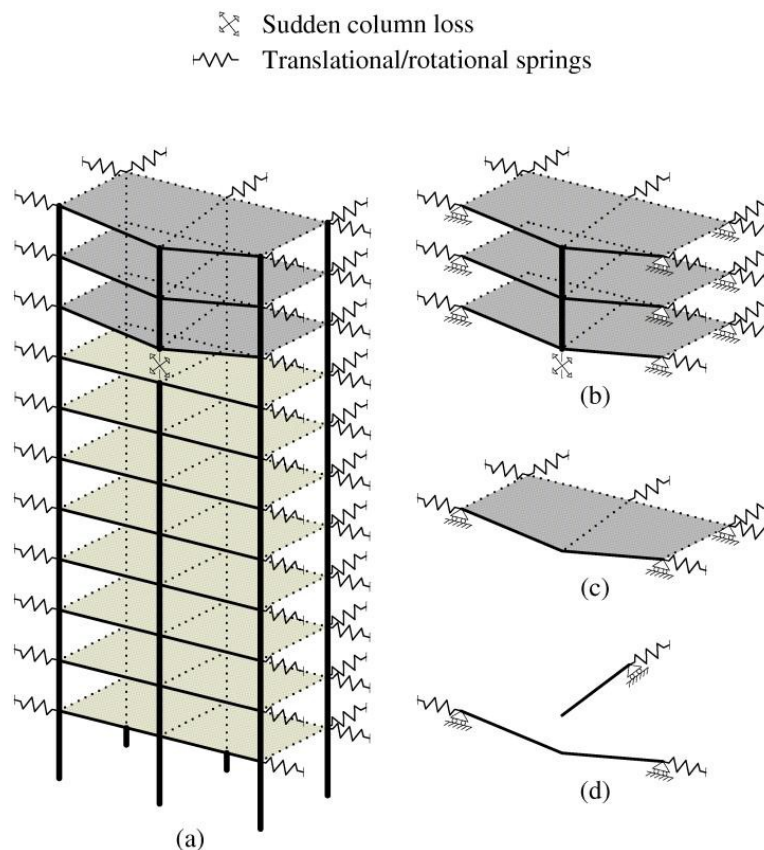 Sudden column loss
Translational/rotational springs
(a)
(b)
(c)
(d)